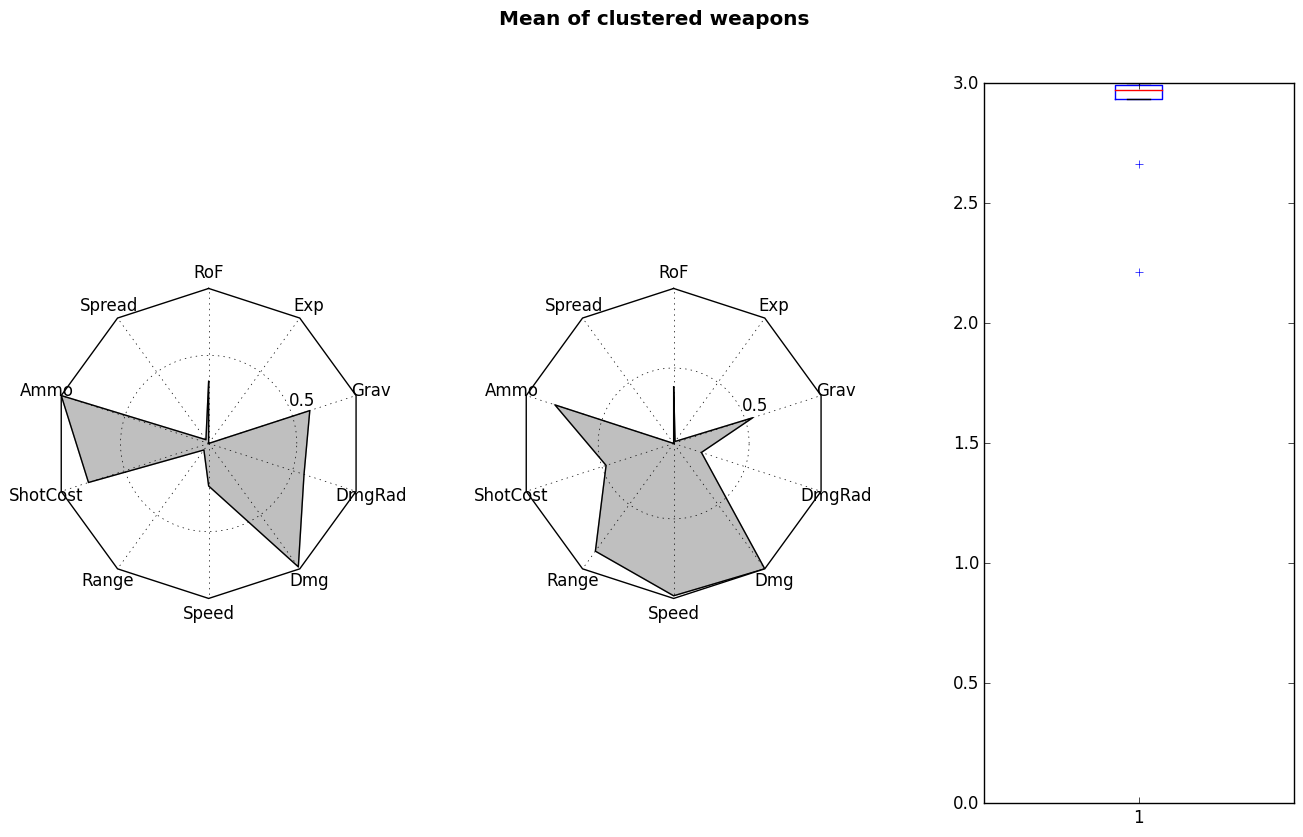 Mean of clustered weapons
RoF
Exp
Grav
DmgRad
Dmg
Speed
Range
ShotCost
Ammo
Spread
0.5
RoF
Exp
Grav
DmgRad
Dmg
Speed
Range
ShotCost
Ammo
Spread
0.5
3.0
2.5
2.0
1.5
1.0
0.5
0.0
1